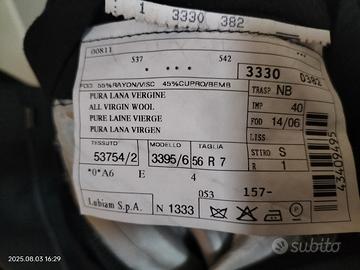 1 3330 382
00811
537 542
3330 0382
FOD 55%RAYON/VISC 45%CUPRO/BEMB
TRASP. NB
PURA LANA VERGINE
ALL VIRGIN WOOL
PURE LAINE VIERGE
PURA LANA VIRGEN
IMP 40
FOD 14/06
LISS
TESSUTO MODELLO TAGLIA
53754/2 3395/6 56 R 7
STIRO S
R 1
*0*A6 E 4
053 157-
Lubiam S.p.A. N 1333
43409495
2025.08.03 16:29
subito